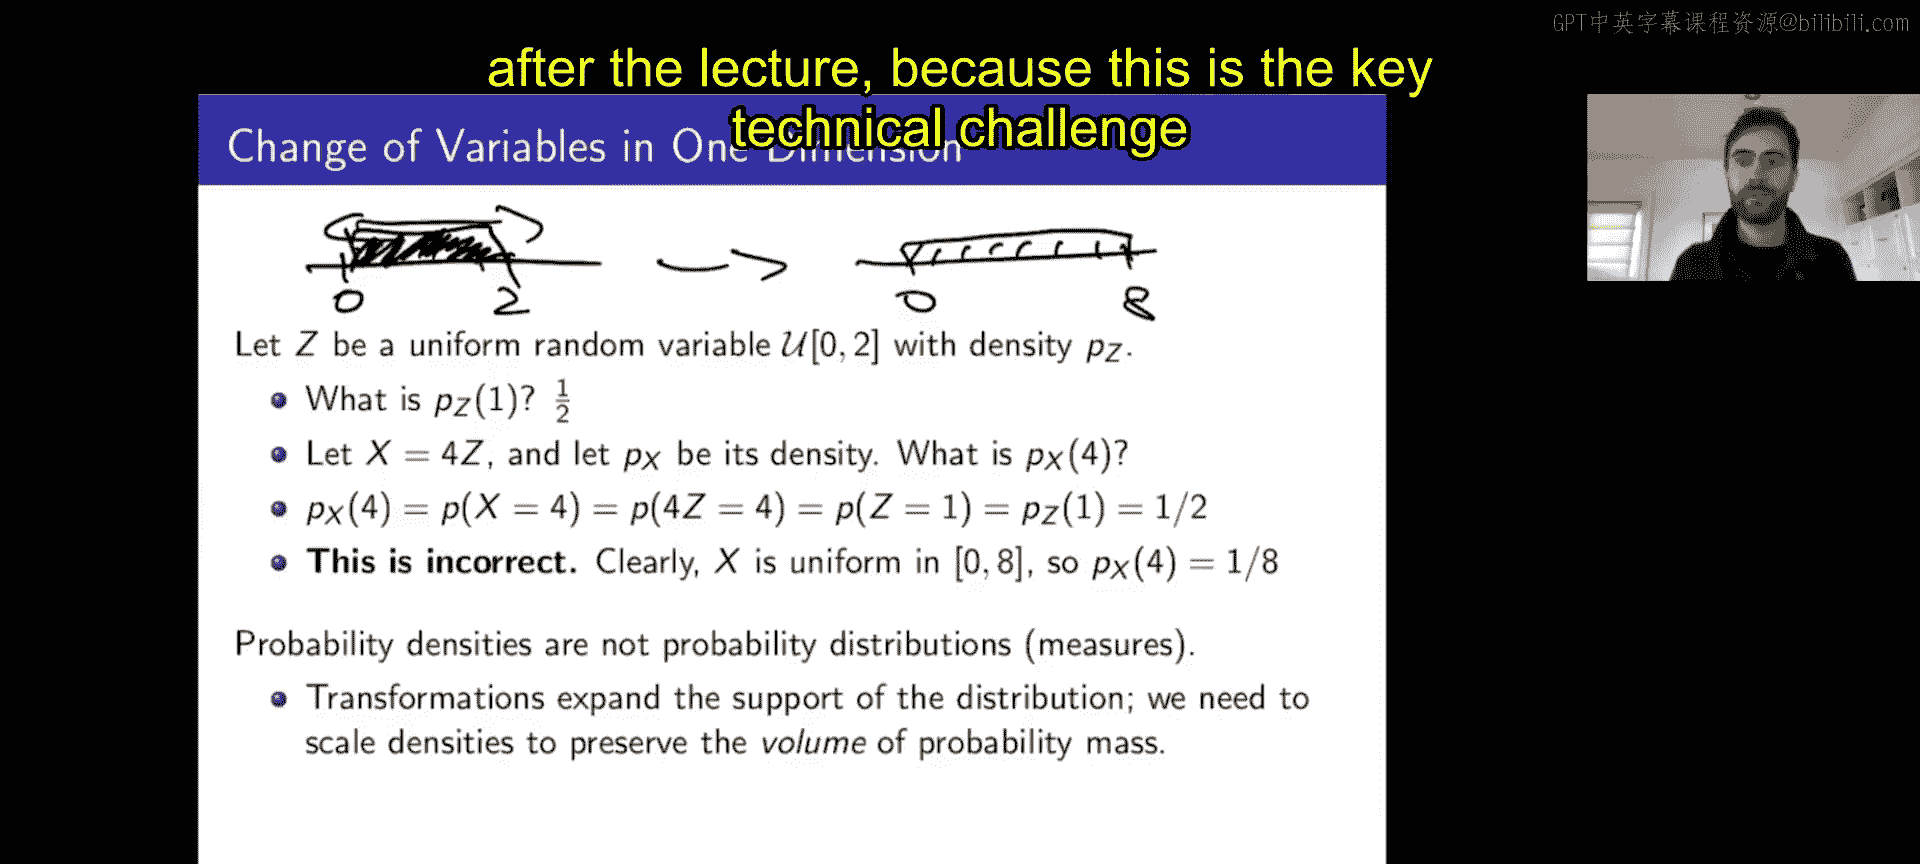 GPT中英字幕课程资源@bilibili.com
after the lecture, because this is the key
technical challenge
Change of Variables in One Dimension
0 2 0 8
Let Z be a uniform random variable 𝒰[0, 2] with density p_Z.
What is p_Z(1)? 1/2
Let X = 4Z, and let p_X be its density. What is p_X(4)?
p_X(4) = p(X = 4) = p(4Z = 4) = p(Z = 1) = p_Z(1) = 1/2
This is incorrect. Clearly, X is uniform in [0, 8], so p_X(4) = 1/8
Probability densities are not probability distributions (measures).
Transformations expand the support of the distribution; we need to
scale densities to preserve the volume of probability mass.